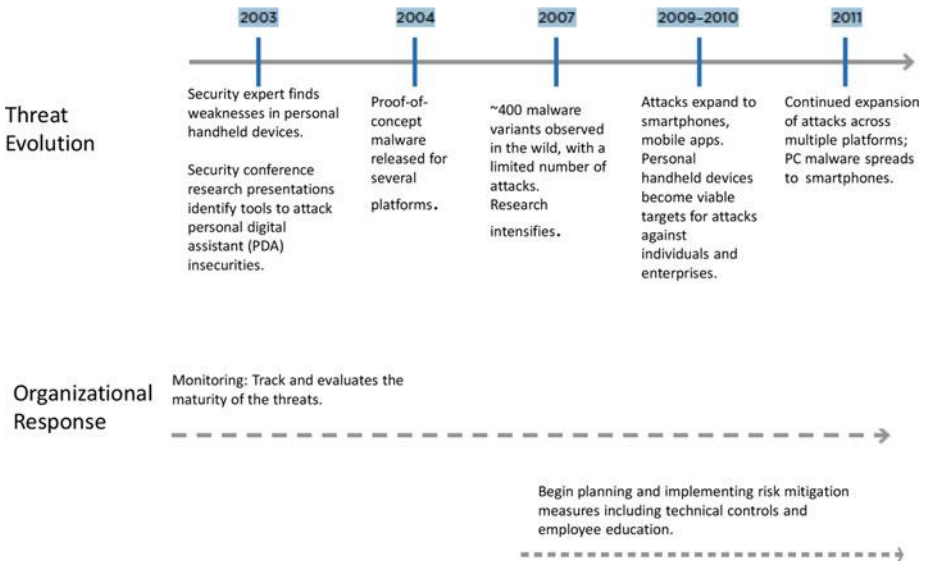 2003
2004
2007
2009–2010
2011
Threat
Evolution
Security expert finds
weaknesses in personal
handheld devices.
Security conference
research presentations
identify tools to attack
personal digital
assistant (PDA)
insecurities.
Proof-of-
concept
malware
released for
several
platforms.
~400 malware
variants observed
in the wild, with a
limited number of
attacks.
Research
intensifies.
Attacks expand to
smartphones,
mobile apps.
Personal
handheld devices
become viable
targets for attacks
against
individuals and
enterprises.
Continued expansion
of attacks across
multiple platforms;
PC malware spreads
to smartphones.
Organizational
Response
Monitoring: Track and evaluates the
maturity of the threats.
Begin planning and implementing risk mitigation
measures including technical controls and
employee education.